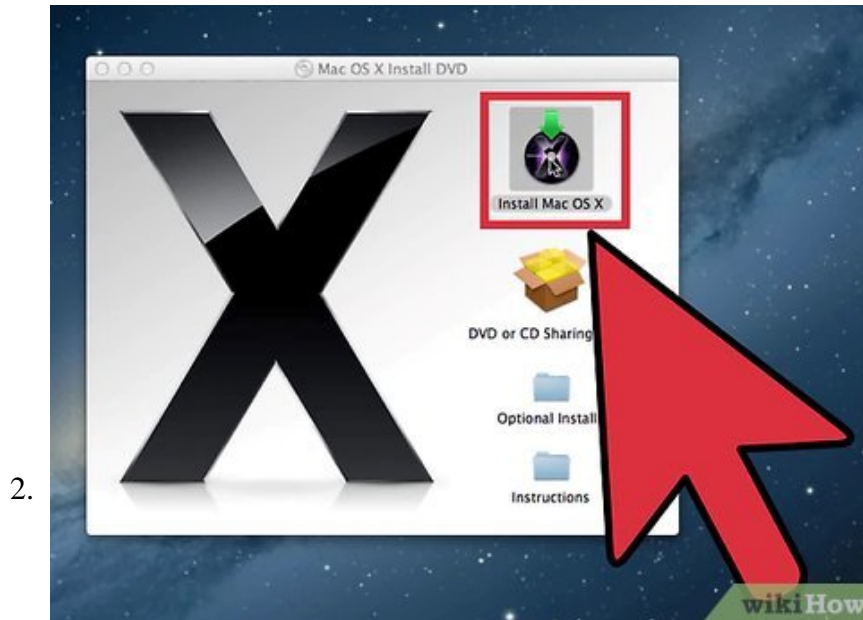 Mac OS X Install DVD
Install Mac OS X
DVD or CD Sharing
Optional Install
Instructions
2.
wikiHow